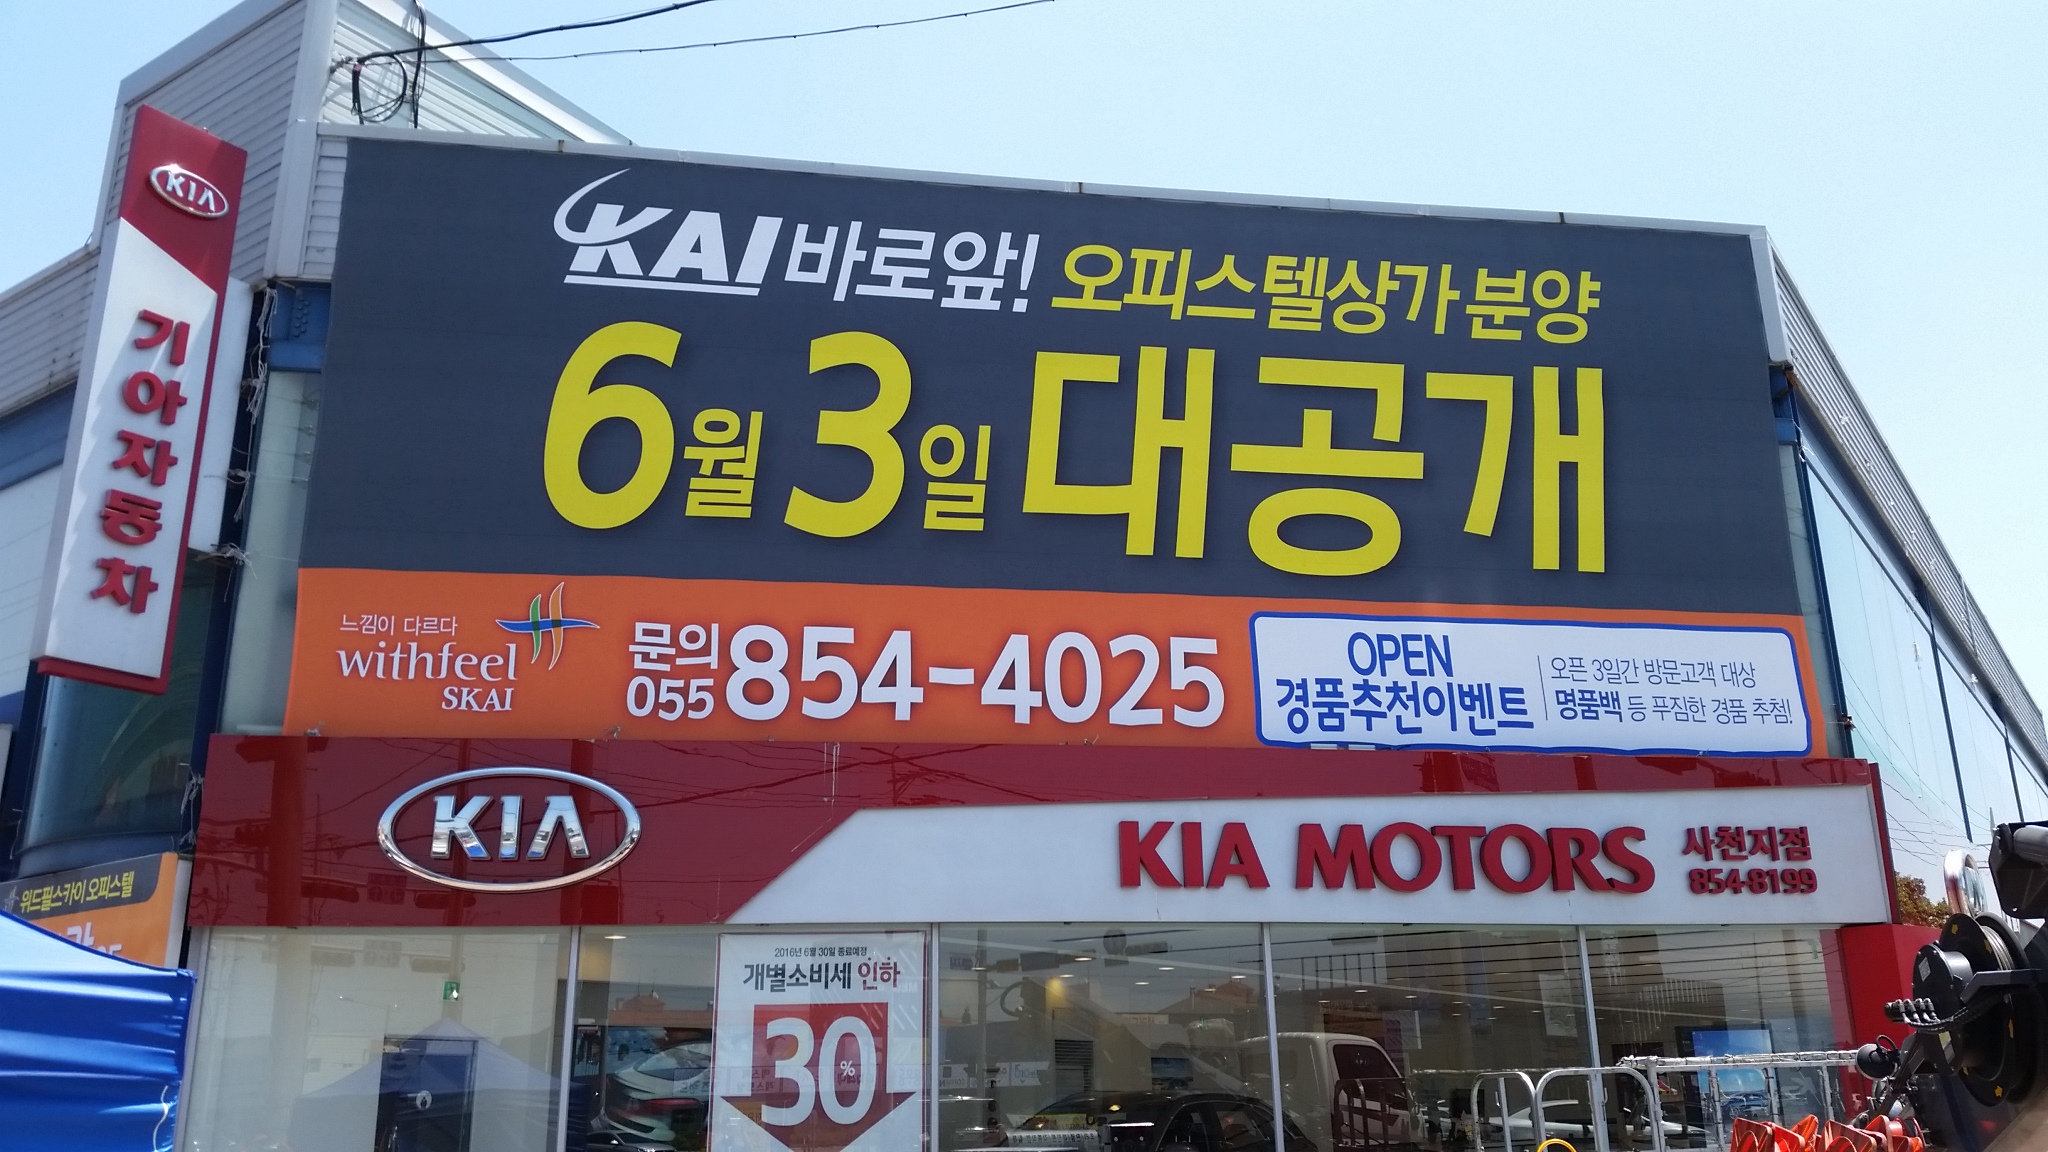 KIA
기아자동차
KAI 바로앞! 오피스텔상가 분양
6월 3일 대공개
느낌이 다르다
withfeel
SKAI
문의
055
854-4025
OPEN
경품추천이벤트
오픈 3일간 방문고객 대상
명품백 등 푸짐한 경품 추첨!
KIA
KIA MOTORS
사천지점
854-8199
위드필스카이 오피스텔
2016년 6월 30일 종료예정
개별소비세 인하
30%